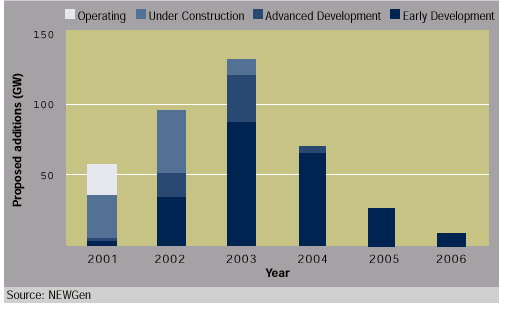 Operating Under Construction Advanced Development Early Development
150
100
50
Proposed additions (GW)
2001 2002 2003 2004 2005 2006
Year
Source: NEWGen